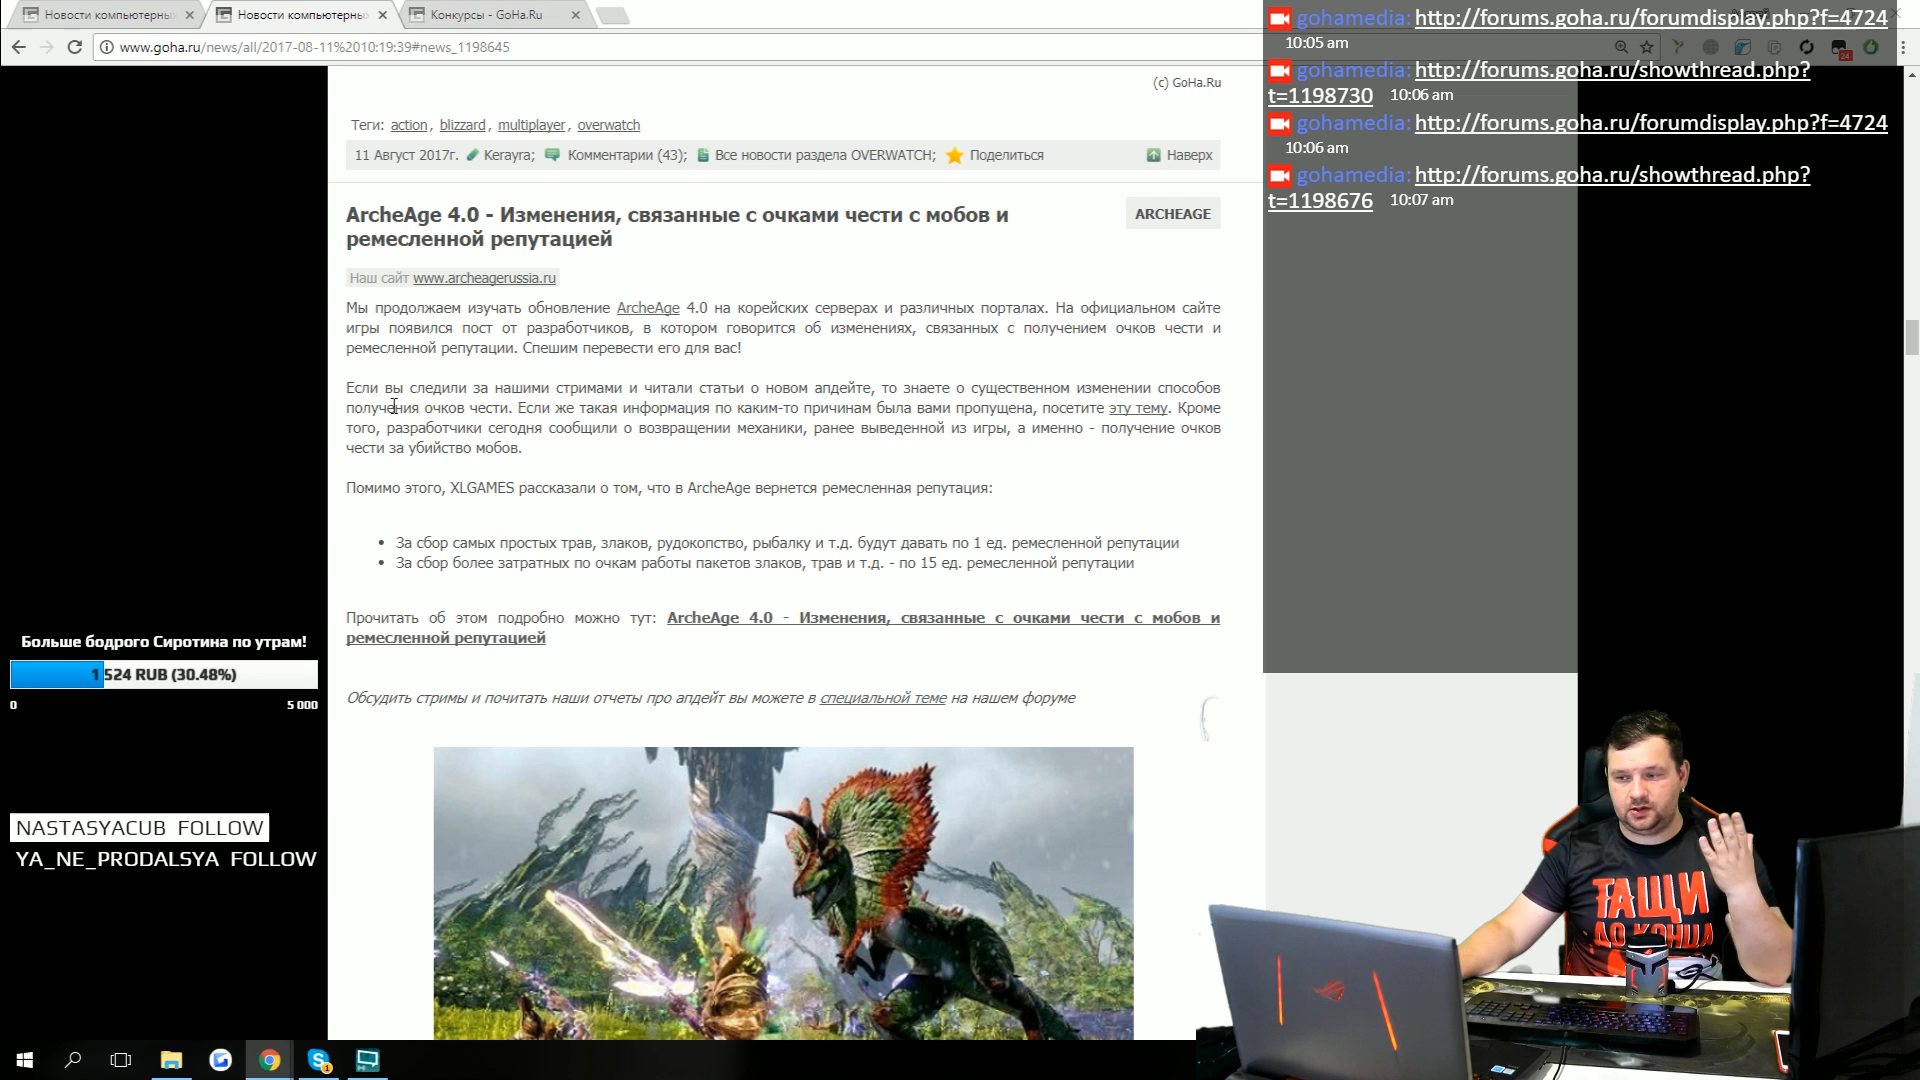 Новости компьютерны
Новости компьютерны
Конкурсы - GoHa.Ru
www.goha.ru/news/all/2017-08-11%2010:19:39#news_1198645
24
gohamedia: http://forums.goha.ru/forumdisplay.php?f=4724
10:05 am
gohamedia: http://forums.goha.ru/showthread.php?
t=1198730 10:06 am
gohamedia: http://forums.goha.ru/forumdisplay.php?f=4724
10:06 am
gohamedia: http://forums.goha.ru/showthread.php?
t=1198676 10:07 am
(c) GoHa.Ru
Теги: action, blizzard, multiplayer, overwatch
11 Август 2017г. Kerayra; Комментарии (43); Все новости раздела OVERWATCH; Поделиться Наверх
ArcheAge 4.0 - Изменения, связанные с очками чести с мобов и
ремесленной репутацией
ARCHEAGE
Наш сайт www.archeagerussia.ru
Мы продолжаем изучать обновление ArcheAge 4.0 на корейских серверах и различных порталах. На официальном сайте
игры появился пост от разработчиков, в котором говорится об изменениях, связанных с получением очков чести и
ремесленной репутации. Спешим перевести его для вас!
Если вы следили за нашими стримами и читали статьи о новом апдейте, то знаете о существенном изменении способов
получения очков чести. Если же такая информация по каким-то причинам была вами пропущена, посетите эту тему. Кроме
того, разработчики сегодня сообщили о возвращении механики, ранее выведенной из игры, а именно - получение очков
чести за убийство мобов.
Помимо этого, XLGAMES рассказали о том, что в ArcheAge вернется ремесленная репутация:
• За сбор самых простых трав, злаков, рудокопство, рыбалку и т.д. будут давать по 1 ед. ремесленной репутации
• За сбор более затратных по очкам работы пакетов злаков, трав и т.д. - по 15 ед. ремесленной репутации
Прочитать об этом подробно можно тут: ArcheAge 4.0 - Изменения, связанные с очками чести с мобов и
ремесленной репутацией
Обсудить стримы и почитать наши отчеты про апдейт вы можете в специальной теме на нашем форуме
Больше бодрого Сиротина по утрам!
1 524 RUB (30.48%)
0 5 000
NASTASYACUB FOLLOW
YA_NE_PRODALSYA FOLLOW
ТАЩИ
ДО КОНЦА
1